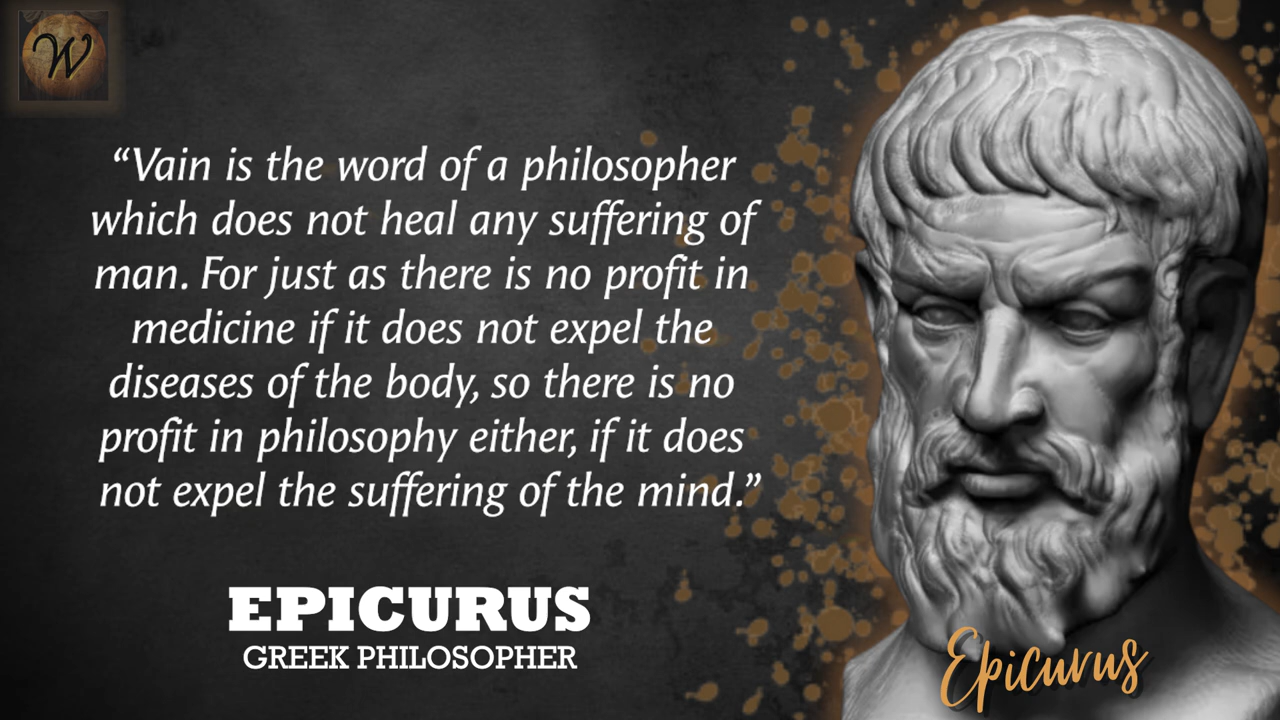 W
“Vain is the word of a philosopher
which does not heal any suffering of
man. For just as there is no profit in
medicine if it does not expel the
diseases of the body, so there is no
profit in philosophy either, if it does
not expel the suffering of the mind.”
EPICURUS
GREEK PHILOSOPHER
Epicurus